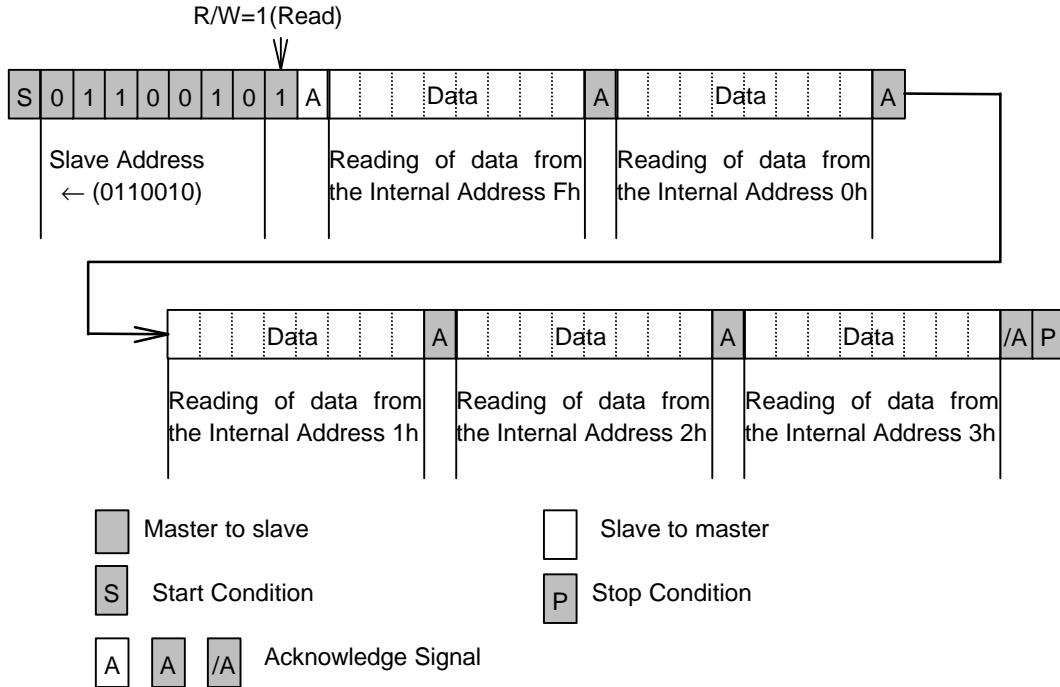 R/W=1(Read)
S 0 1 1 0 0 1 0 1 A Data A Data A
Slave Address
← (0110010)
Reading of data from
the Internal Address Fh
Reading of data from
the Internal Address 0h
Data A Data A Data /A P
Reading of data from
the Internal Address 1h
Reading of data from
the Internal Address 2h
Reading of data from
the Internal Address 3h
Master to slave
Slave to master
S Start Condition
P Stop Condition
A A /A Acknowledge Signal